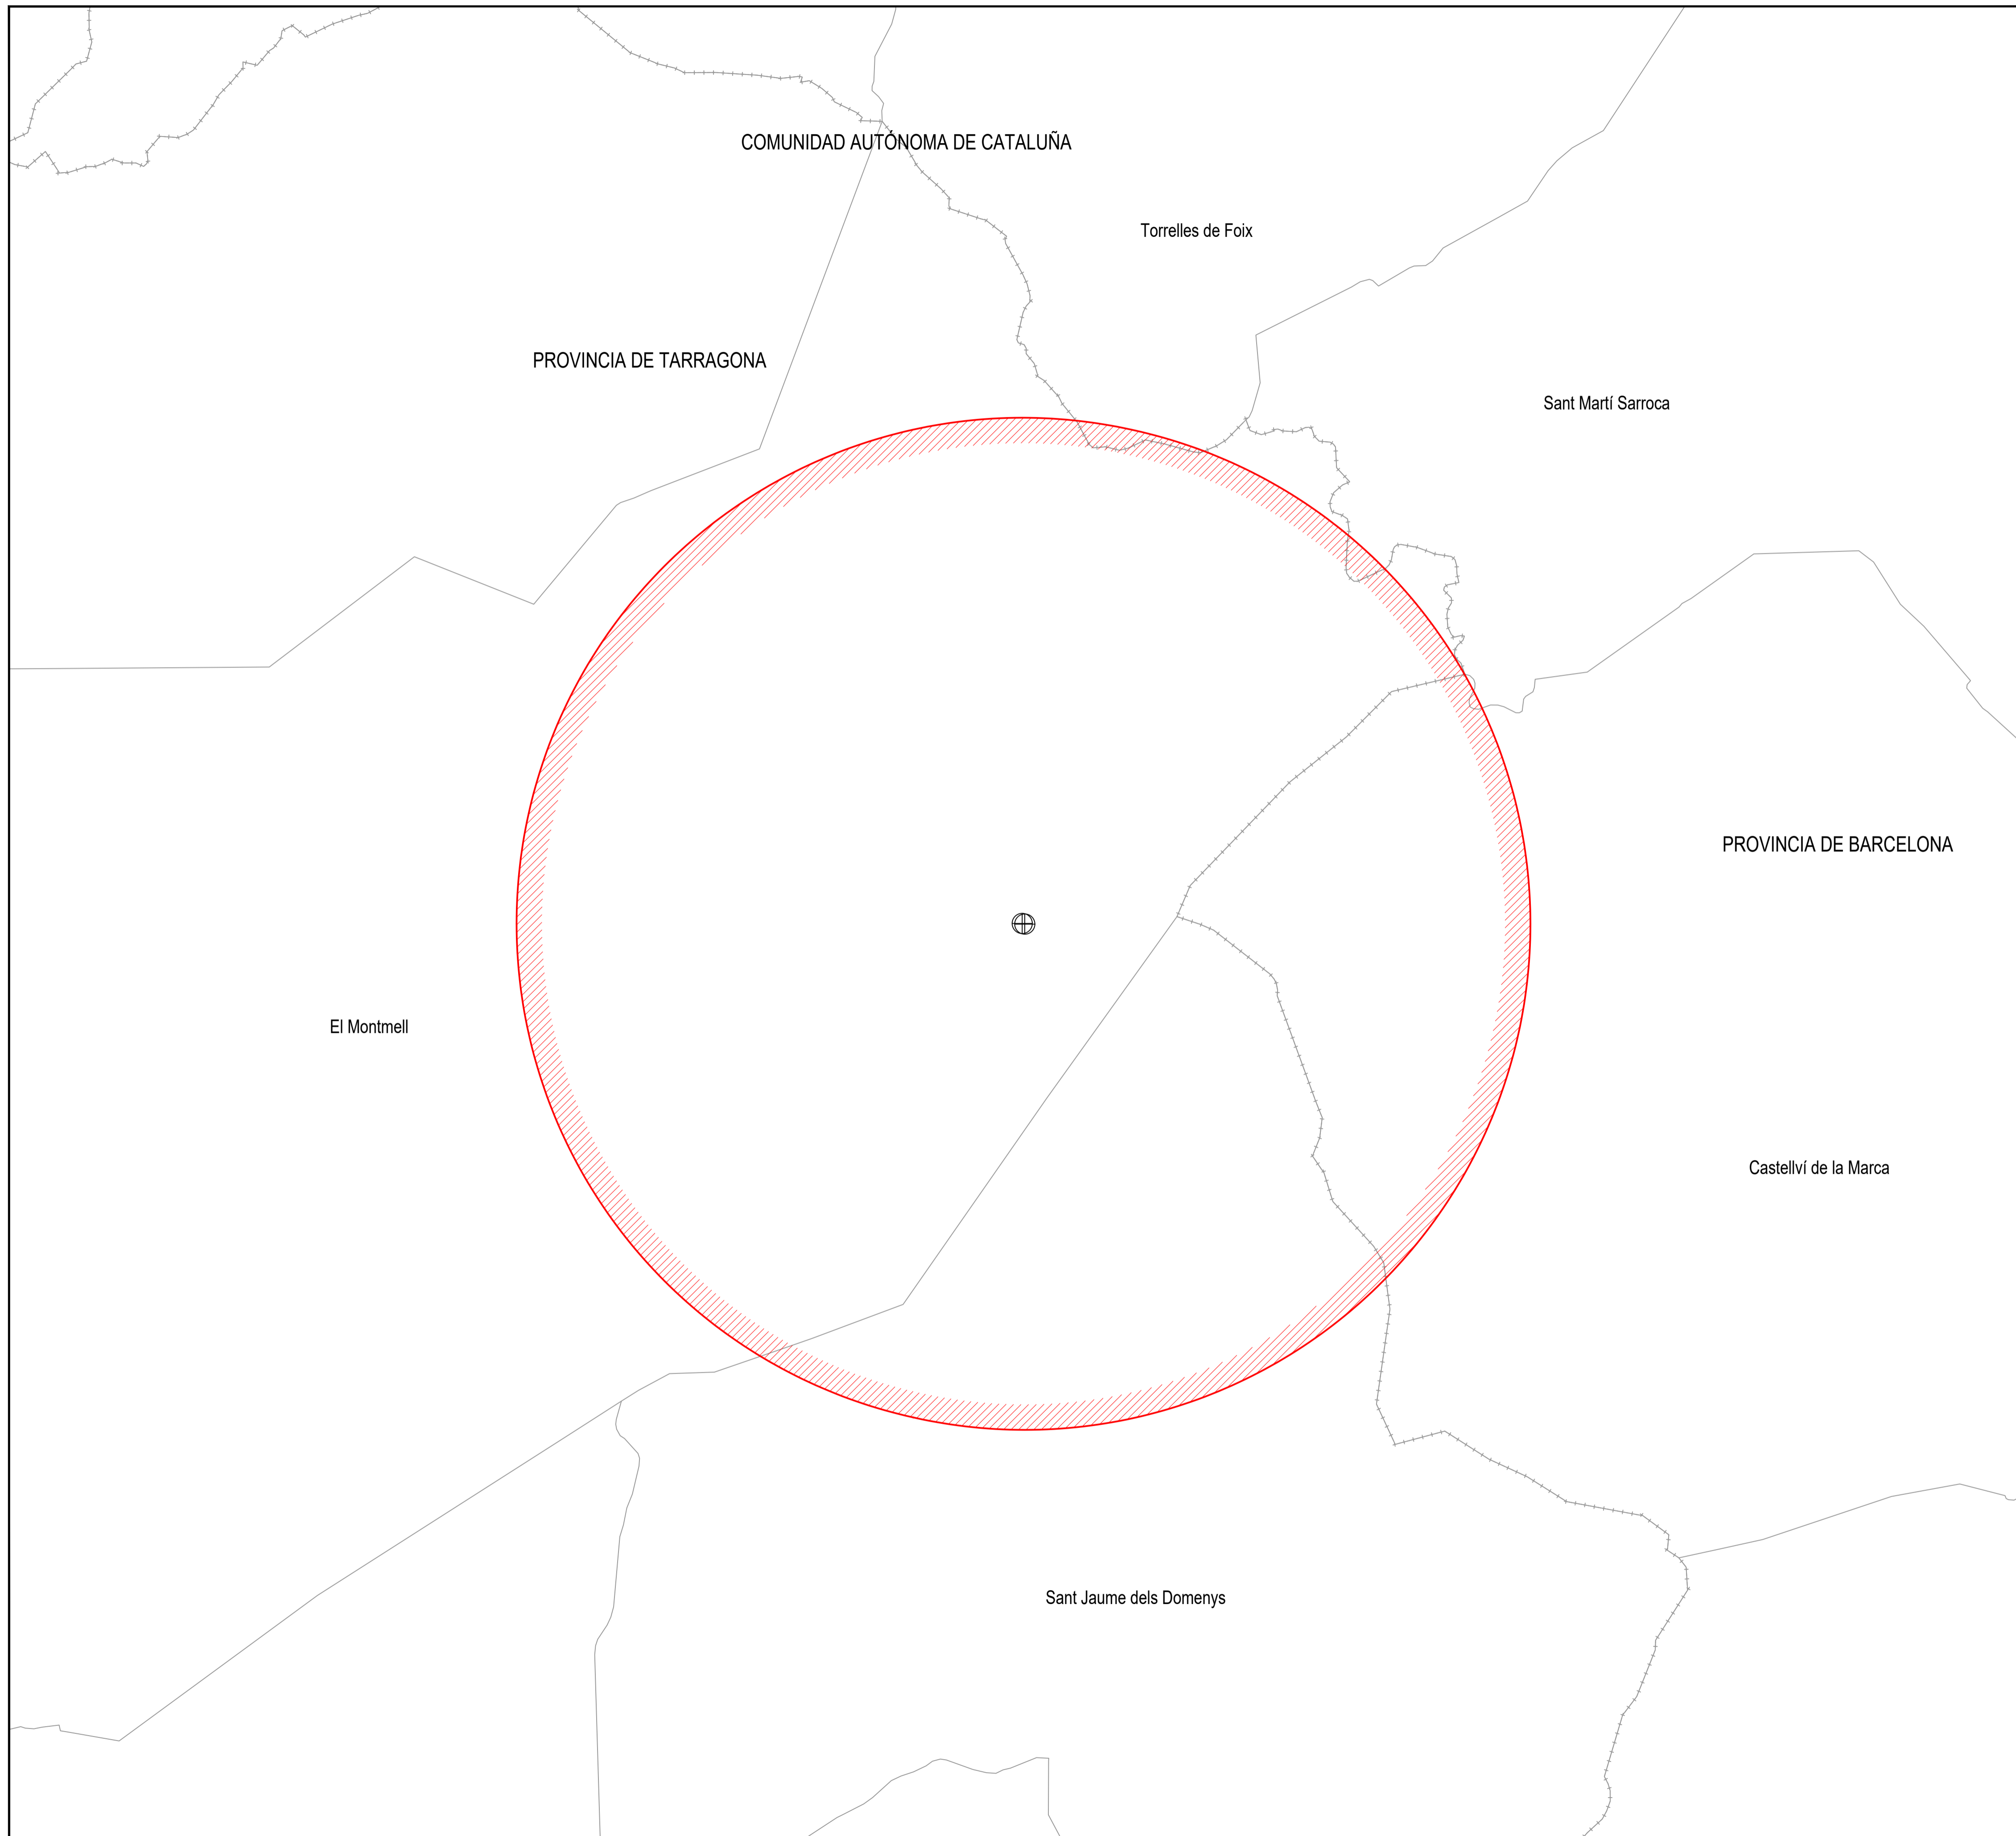 COMUNIDAD AUTÓNOMA DE CATALUÑA
Torrelles de Foix
PROVINCIA DE TARRAGONA
Sant Martí Sarroca
PROVINCIA DE BARCELONA
El Montmell
Castellví de la Marca
Sant Jaume dels Domenys